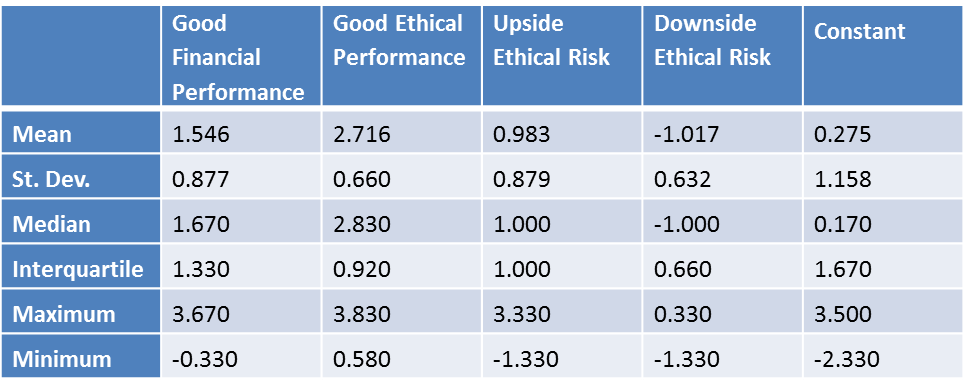 Good Financial Performance Good Ethical Performance Upside Ethical Risk Downside Ethical Risk Constant
Mean 1.546 2.716 0.983 -1.017 0.275
St. Dev. 0.877 0.660 0.879 0.632 1.158
Median 1.670 2.830 1.000 -1.000 0.170
Interquartile 1.330 0.920 1.000 0.660 1.670
Maximum 3.670 3.830 3.330 0.330 3.500
Minimum -0.330 0.580 -1.330 -1.330 -2.330